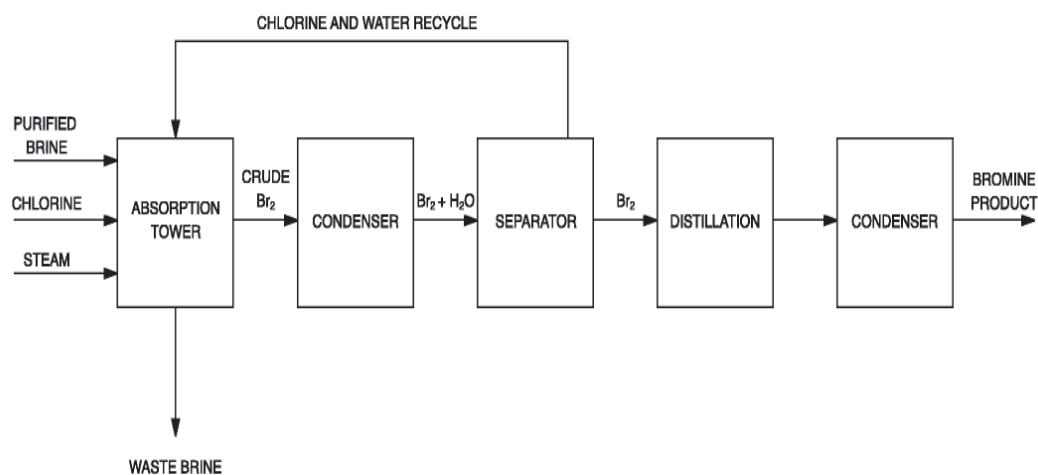 CHLORINE AND WATER RECYCLE
PURIFIED
BRINE
CHLORINE
STEAM
ABSORPTION
TOWER
CRUDE
Br₂
CONDENSER
Br₂ + H₂O
SEPARATOR
Br₂
DISTILLATION
CONDENSER
BROMINE
PRODUCT
WASTE BRINE